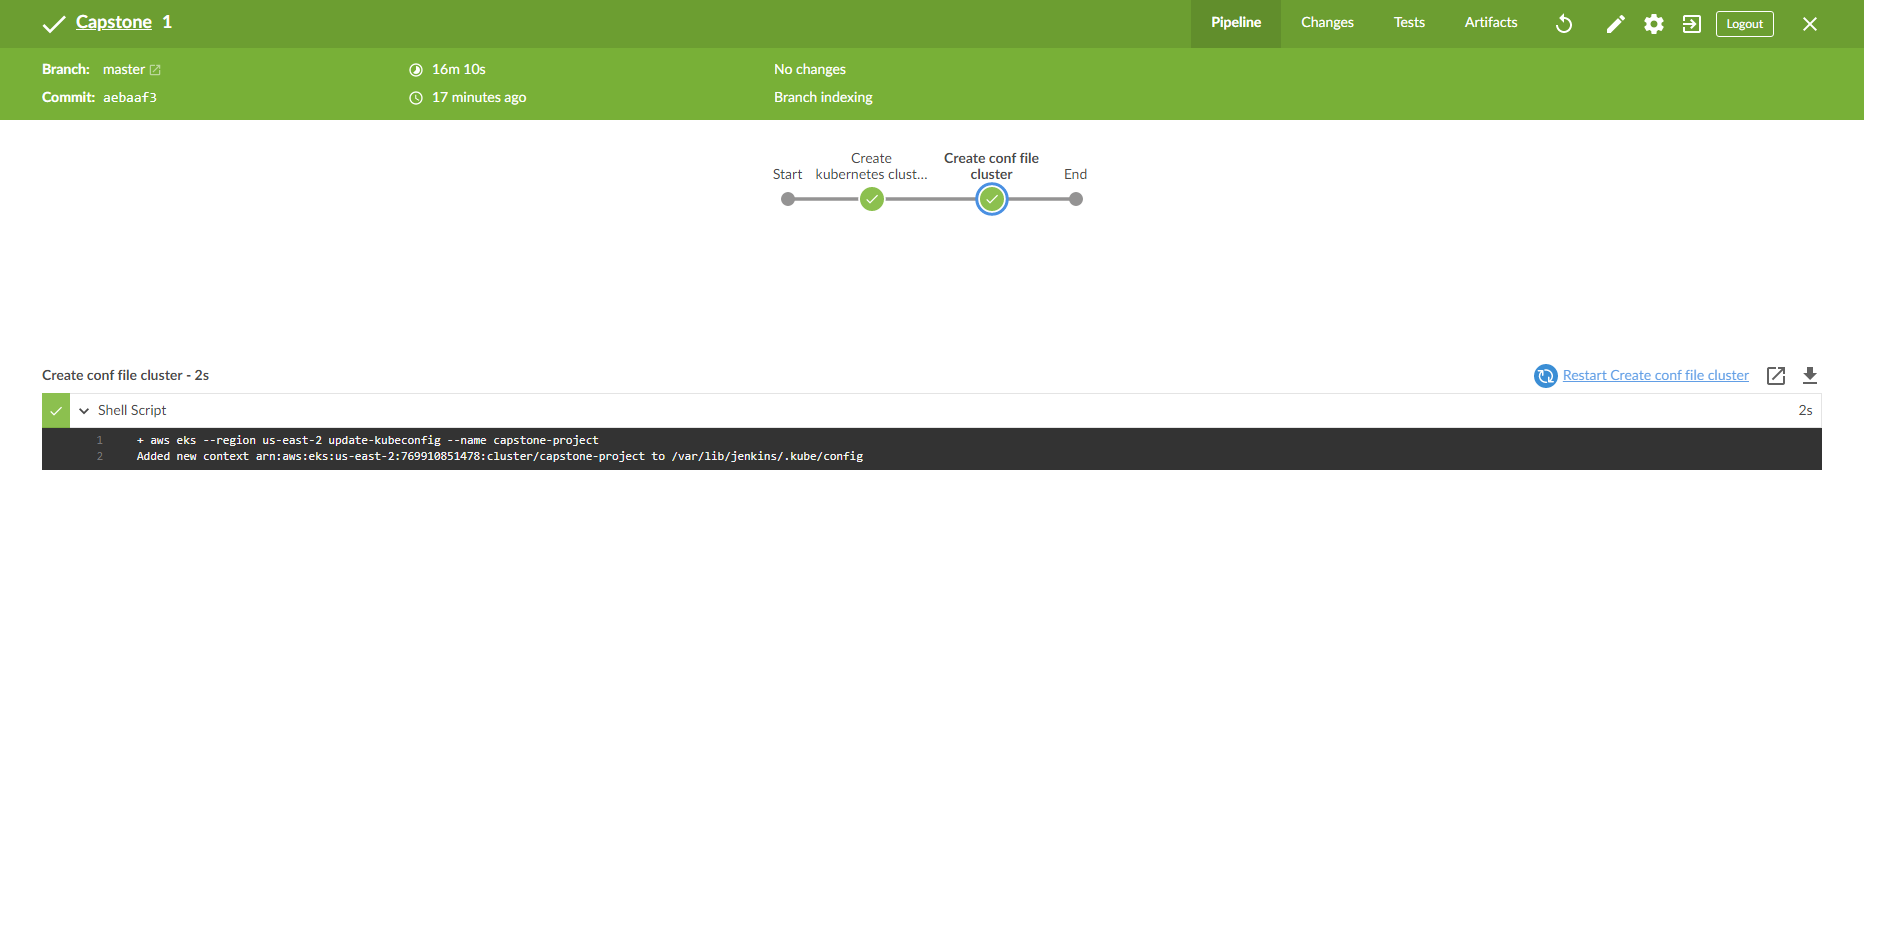 Capstone 1
Pipeline
Changes
Tests
Artifacts
Logout
Branch: master
16m 10s
No changes
Commit: aebaaf3
17 minutes ago
Branch indexing
Start
Create
kubernetes clust...
Create conf file
cluster
End
Create conf file cluster - 2s
Restart Create conf file cluster
Shell Script
2s
1 + aws eks --region us-east-2 update-kubeconfig --name capstone-project
2 Added new context arn:aws:eks:us-east-2:769910851478:cluster/capstone-project to /var/lib/jenkins/.kube/config